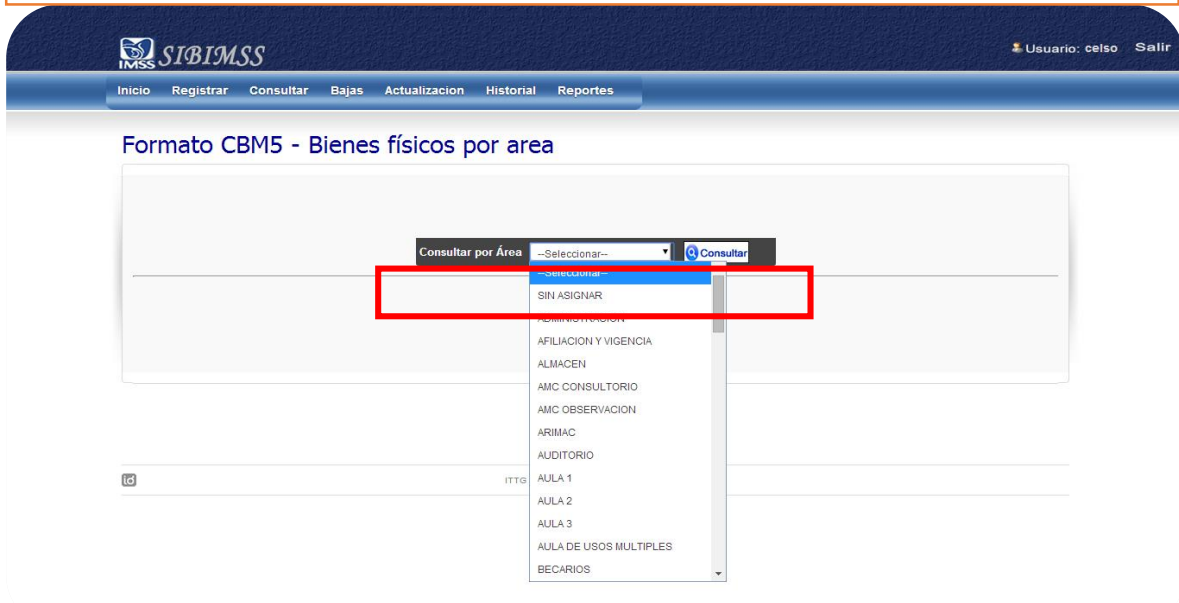 IMSS SIBIMSS
Usuario: celso Salir
Inicio Registrar Consultar Bajas Actualizacion Historial Reportes
Formato CBM5 - Bienes físicos por area
Consultar por Área --Seleccionar-- Consultar
--Seleccionar--
SIN ASIGNAR
ADMINISTRACION
AFILIACION Y VIGENCIA
ALMACEN
AMC CONSULTORIO
AMC OBSERVACION
ARIMAC
AUDITORIO
ITTG
AULA 1
AULA 2
AULA 3
AULA DE USOS MULTIPLES
BECARIOS